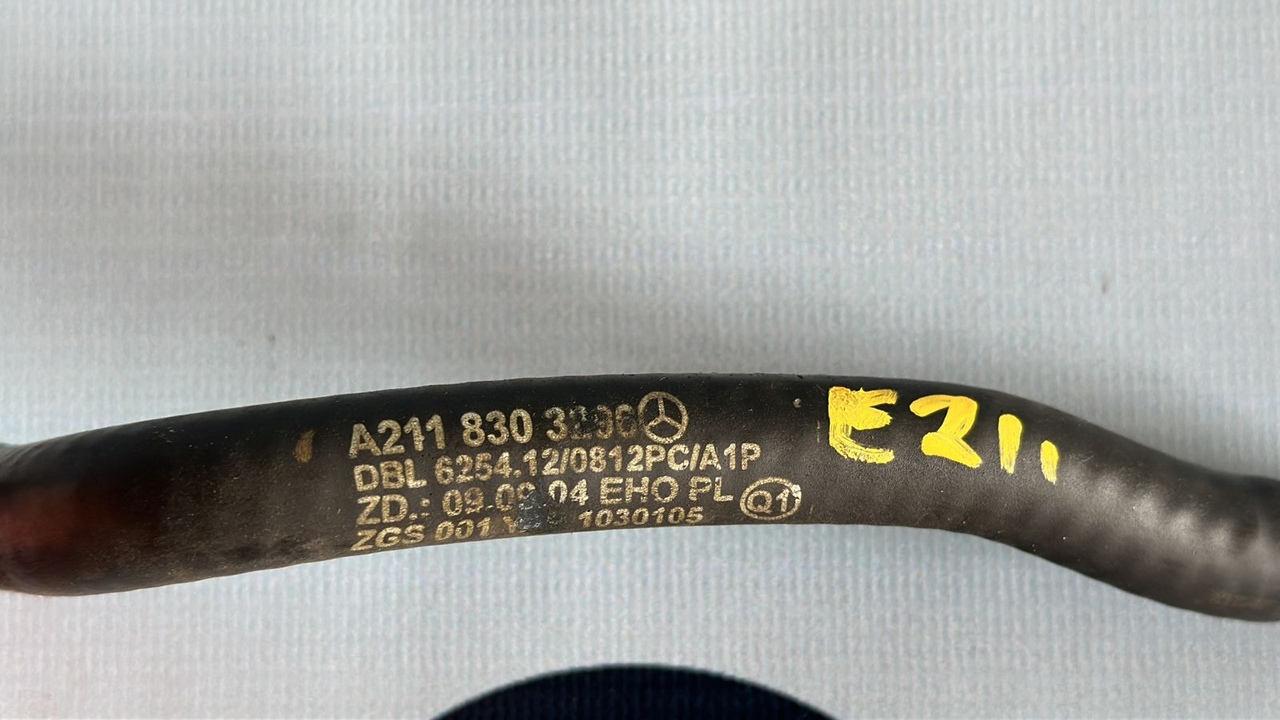 A211 830
DBL 6254.12/0812PC/A1P
ZD.: 04 EHO PL Q1
ZGS 001 1030105
E211